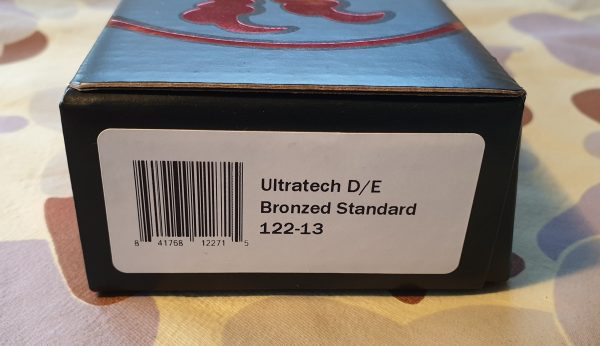 Ultratech D/E
Bronzed Standard
122-13
8 41768 12271 5